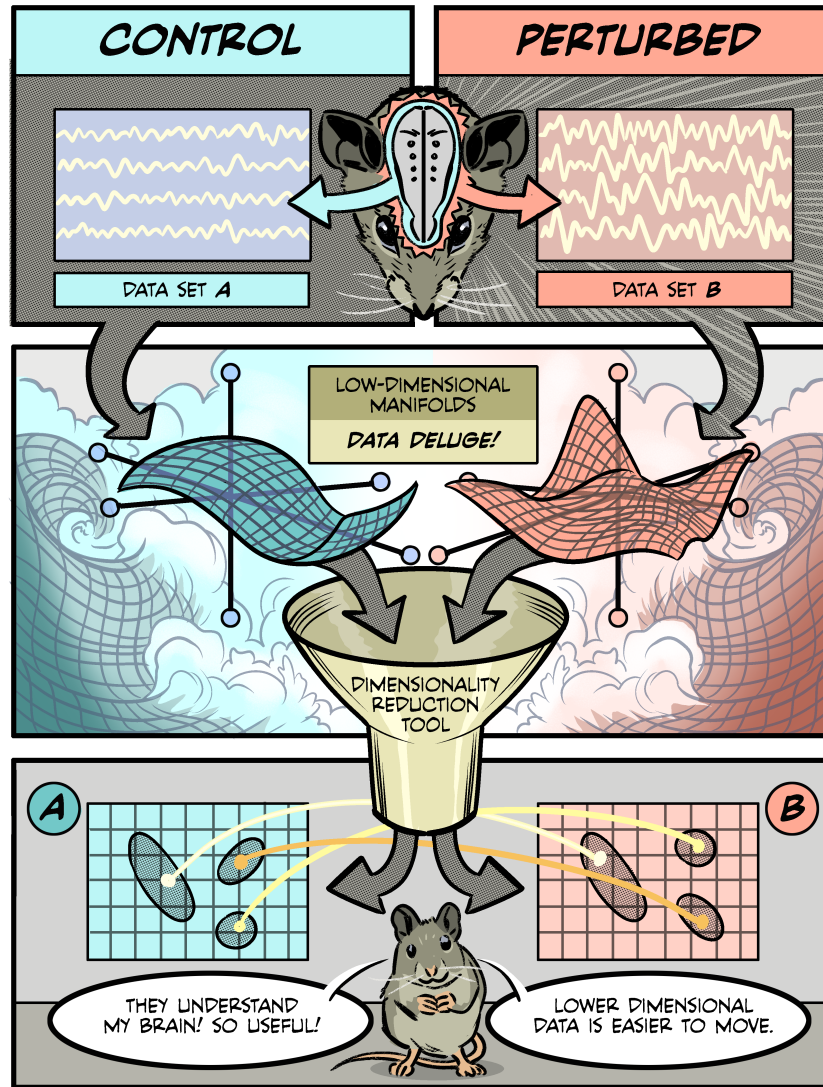 CONTROL
PERTURBED
DATA SET A
DATA SET B
LOW-DIMENSIONAL
MANIFOLDS
DATA DELUGE!
DIMENSIONALITY
REDUCTION
TOOL
A
B
THEY UNDERSTAND
MY BRAIN! SO USEFUL!
LOWER DIMENSIONAL
DATA IS EASIER TO MOVE.